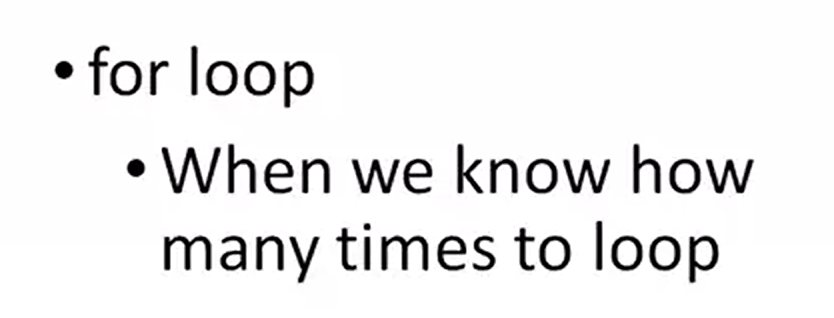 • for loop
• When we know how
many times to loop